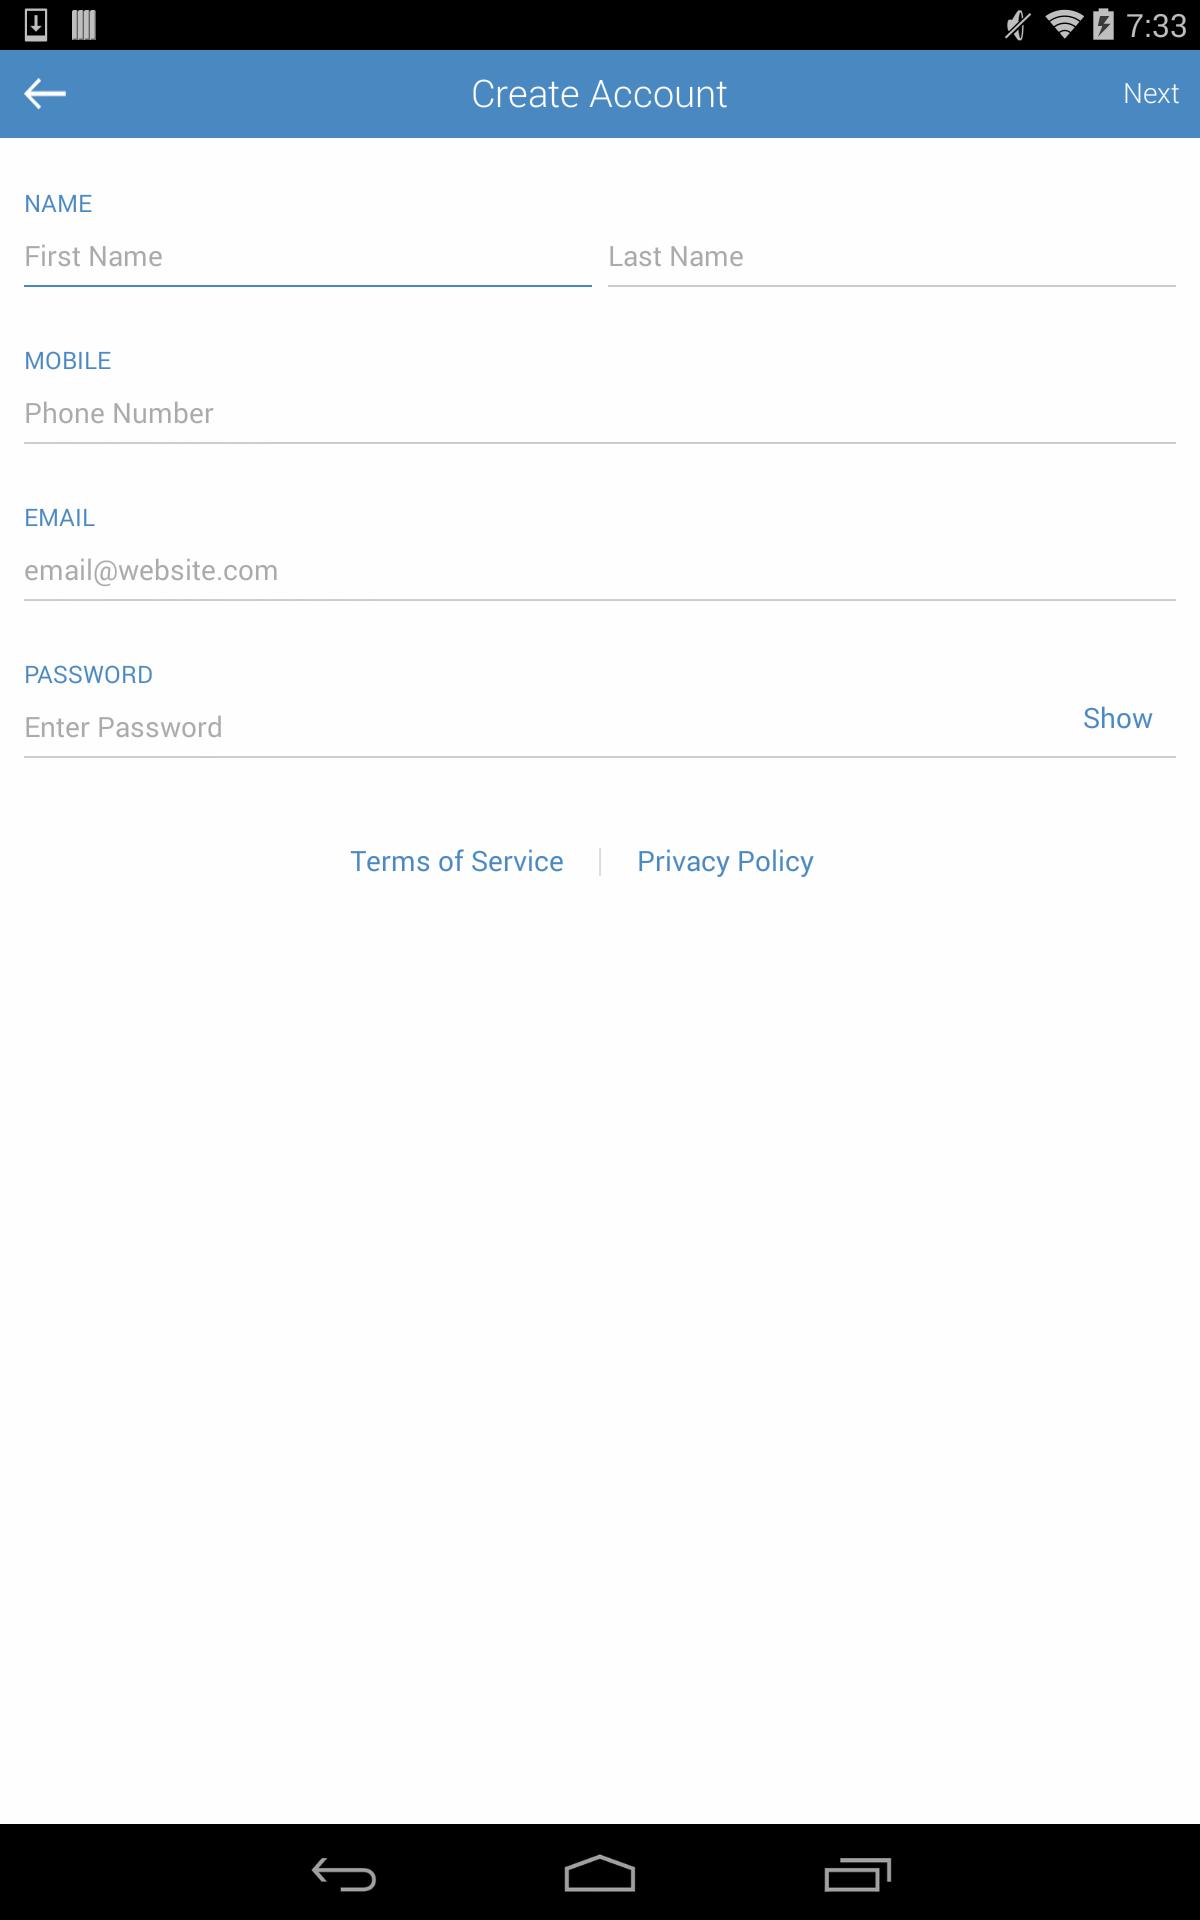 7:33
Create Account
Next
NAME
First Name
Last Name
MOBILE
Phone Number
EMAIL
email@website.com
PASSWORD
Enter Password
Show
Terms of Service
Privacy Policy